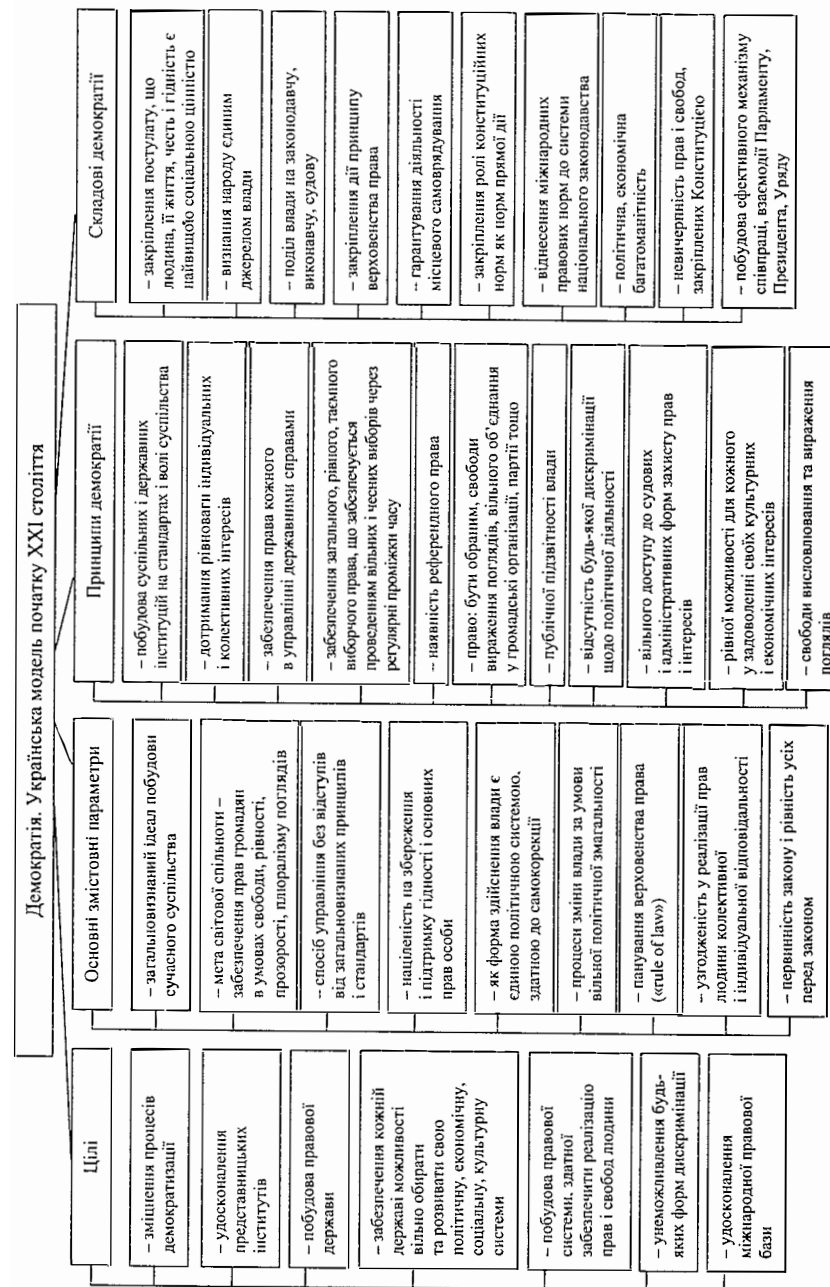 Демократія. Українська модель початку XXI століття
Цілі
– зміцнення процесів
демократизації
– удосконалення
представницьких
інститутів
– побудова правової
держави
– забезпечення кожній
державі можливості
вільно обирати
та розвивати свою
політичну, економічну,
соціальну, культурну
системи
– побудова правової
системи, здатної
забезпечити реалізацію
прав і свобод людини
– унеможливлення будь-
яких форм дискримінації
– удосконалення
міжнародної правової
бази
Основні змістовні параметри
– загальновизнаний ідеал побудови
сучасного суспільства
– мета світової спільноти –
забезпечення прав громадян
в умовах свободи, рівності,
прозорості, плюралізму поглядів
-- спосіб управління без відступів
від загальновизнаних принципів
і стандартів
– націленість на збереження
і підтримку гідності і основних
прав особи
– як форма здійснення влади є
єдиною політичною системою,
здатною до самокорекції
– процеси зміни влади за умови
вільної політичної змагальності
– панування верховенства права
(«rule of law»)
– узгодженість у реалізації прав
людини колективної
і індивідуальної відповідальності
– первинність закону і рівність усіх
перед законом
Принципи демократії
– побудова суспільних і державних
інституцій на стандартах і волі суспільства
– дотримання рівноваги індивідуальних
і колективних інтересів
– забезпечення права кожного
в управлінні державними справами
– забезпечення загального, рівного, таємного
виборчого права, що забезпечується
проведенням вільних і чесних виборів через
регулярні проміжки часу
– наявність референдного права
– право: бути обраним, свободи
вираження поглядів, вільного об’єднання
у громадські організації, партії тощо
– публічної підзвітності влади
– відсутність будь-якої дискримінації
щодо політичної діяльності
– вільного доступу до судових
і адміністративних форм захисту прав
і інтересів
– рівної можливості для кожного
у задоволенні своїх культурних
і економічних інтересів
– свободи висловлювання та вираження
поглядів
Складові демократії
– закріплення постулату, що
людина, її життя, честь і гідність є
найвищою соціальною цінністю
– визнання народу єдиним
джерелом влади
– поділ влади на законодавчу,
виконавчу, судову
– закріплення дії принципу
верховенства права
-- гарантування діяльності
місцевого самоврядування
– закріплення ролі конституційних
норм як норм прямої дії
– віднесення міжнародних
правових норм до системи
національного законодавства
– політична, економічна
багатоманітність
– невичерпність прав і свобод,
закріплених Конституцією
– побудова ефективного механізму
співпраці, взаємодії Парламенту,
Президента, Уряду